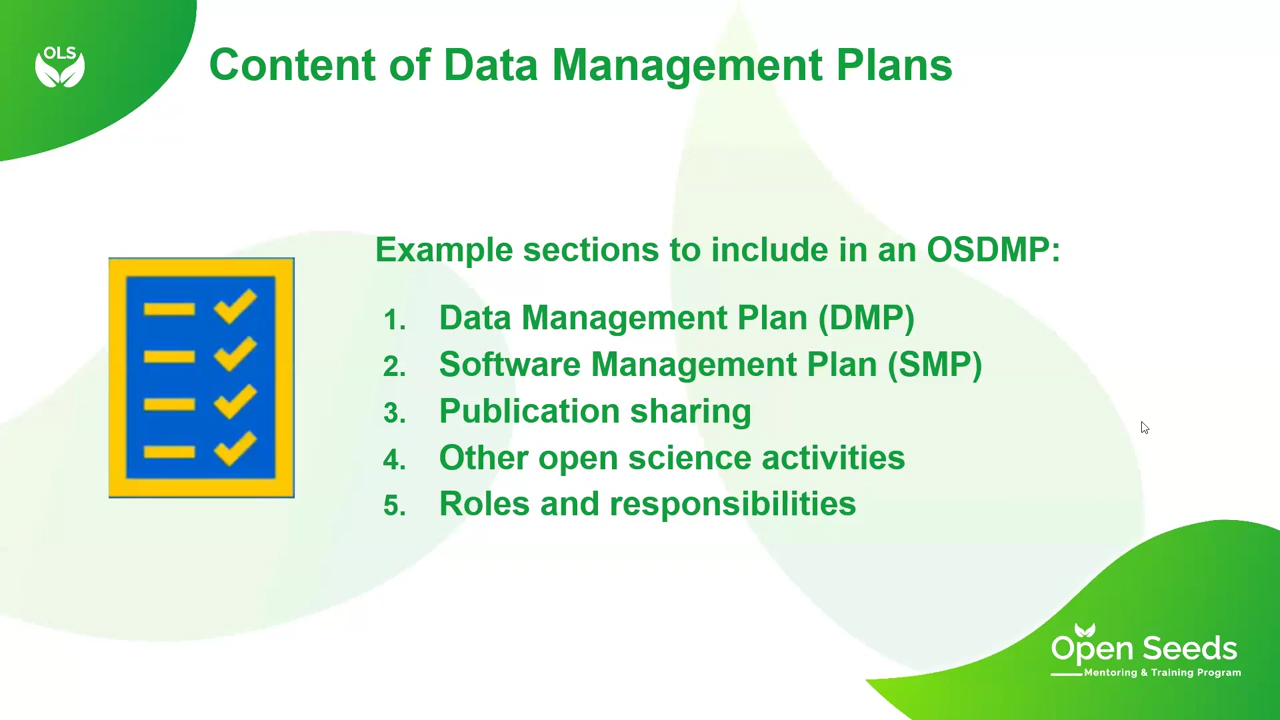 OLS
Content of Data Management Plans
Example sections to include in an OSDMP:
1. Data Management Plan (DMP)
2. Software Management Plan (SMP)
3. Publication sharing
4. Other open science activities
5. Roles and responsibilities
Open Seeds
Mentoring & Training Program